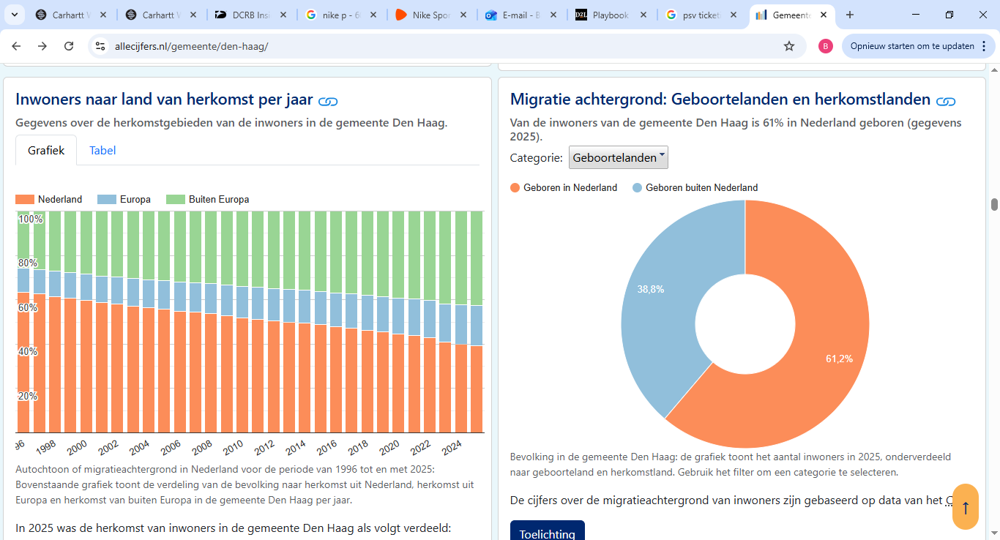 Carhartt W
Carhartt W
DCRB Insi
nike p - 
Nike Spor
E-mail - B
D2L Playbook
psv ticket
Gemeente
allecijfers.nl/gemeente/den-haag/
B
Opnieuw starten om te updaten
Inwoners naar land van herkomst per jaar
Gegevens over de herkomstgebieden van de inwoners in de gemeente Den Haag.
Grafiek
Tabel
Nederland
Europa
Buiten Europa
100%
80%
60%
40%
20%
96
1998
2000
2002
2004
2006
2008
2010
2012
2014
2016
2018
2020
2022
2024
Autochtoon of migratieachtergrond in Nederland voor de periode van 1996 tot en met 2025:
Bovenstaande grafiek toont de verdeling van de bevolking naar herkomst uit Nederland, herkomst uit
Europa en herkomst van buiten Europa in de gemeente Den Haag per jaar.
In 2025 was de herkomst van inwoners in de gemeente Den Haag als volgt verdeeld:
Migratie achtergrond: Geboortelanden en herkomstlanden
Van de inwoners van de gemeente Den Haag is 61% in Nederland geboren (gegevens
2025).
Categorie:
Geboortelanden
Geboren in Nederland
Geboren buiten Nederland
38,8%
61,2%
Bevolking in de gemeente Den Haag: de grafiek toont het aantal inwoners in 2025, onderverdeeld
naar geboorteland en herkomstland. Gebruik het filter om een categorie te selecteren.
De cijfers over de migratieachtergrond van inwoners zijn gebaseerd op data van het
Toelichting